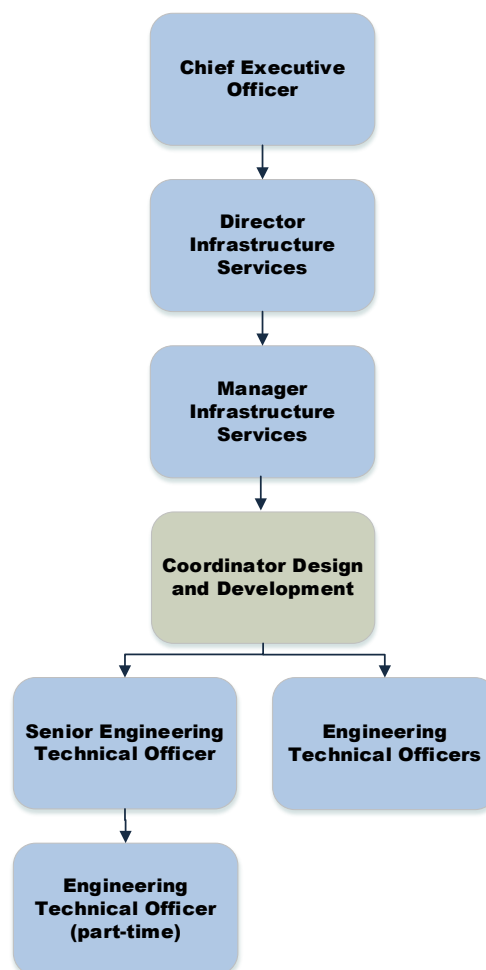 Chief Executive
Officer
Director
Infrastructure
Services
Manager
Infrastructure
Services
Coordinator Design
and Development
Senior Engineering
Technical Officer
Engineering
Technical Officers
Engineering
Technical Officer
(part-time)